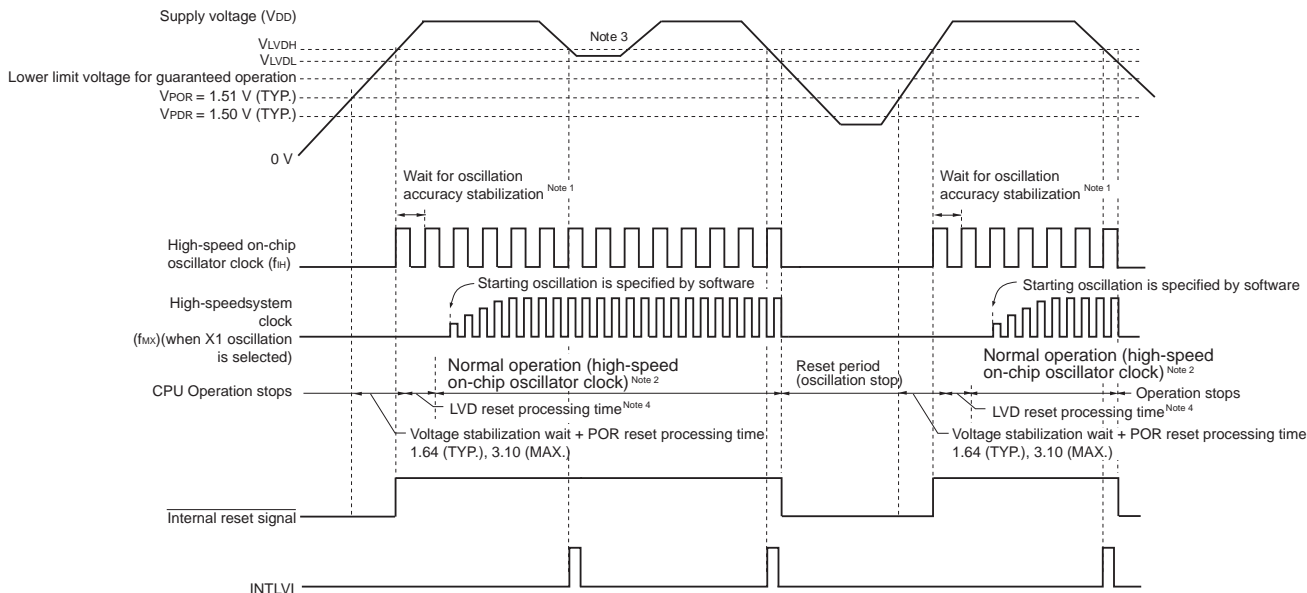 Supply voltage (VDD)
Note 3
VLVDH
VLVDL
Lower limit voltage for guaranteed operation
VPOR = 1.51 V (TYP.)
VPDR = 1.50 V (TYP.)
0 V
Wait for oscillation
accuracy stabilization Note 1
Wait for oscillation
accuracy stabilization Note 1
High-speed on-chip
oscillator clock (fIH)
Starting oscillation is specified by software
Starting oscillation is specified by software
High-speedsystem
clock
(fMX)(when X1 oscillation
is selected)
Normal operation (high-speed
on-chip oscillator clock) Note 2
Reset period
(oscillation stop)
Normal operation (high-speed
on-chip oscillator clock) Note 2
CPU Operation stops
Operation stops
LVD reset processing time Note 4
LVD reset processing time Note 4
Voltage stabilization wait + POR reset processing time
1.64 (TYP.), 3.10 (MAX.)
Voltage stabilization wait + POR reset processing time
1.64 (TYP.), 3.10 (MAX.)
Internal reset signal
INTLVI